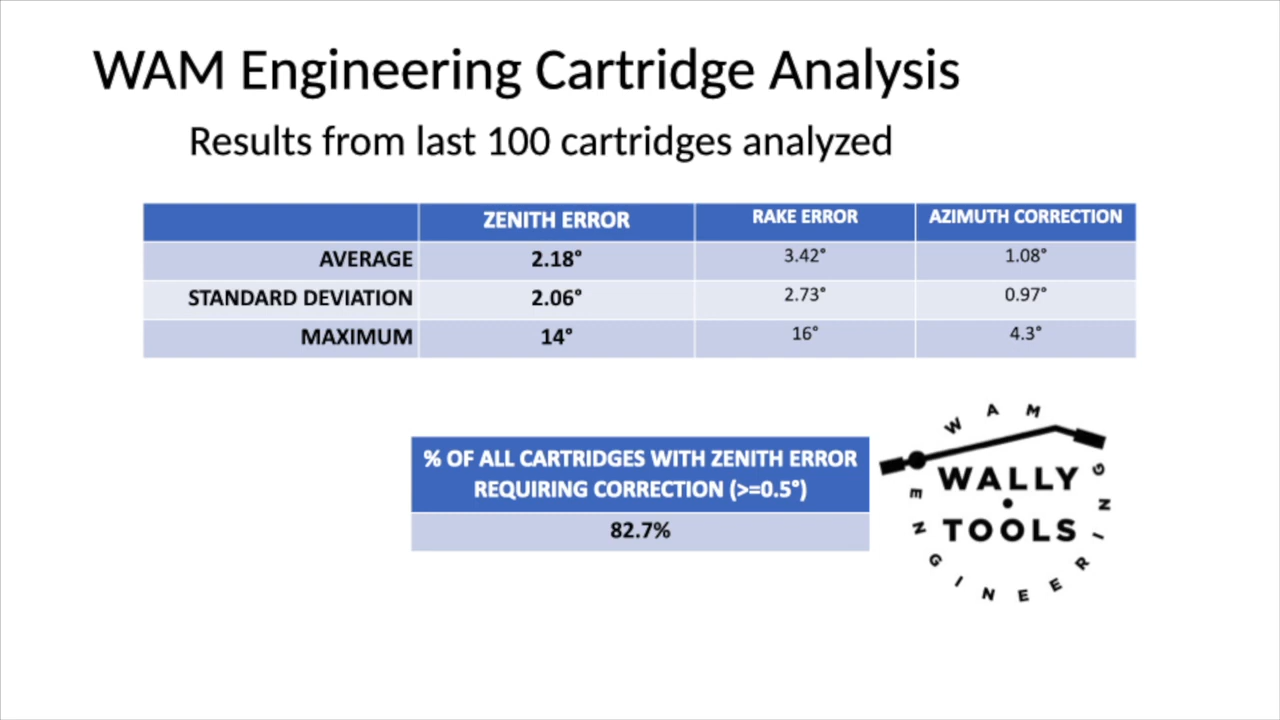 WAM Engineering Cartridge Analysis
Results from last 100 cartridges analyzed
ZENITH ERROR RAKE ERROR AZIMUTH CORRECTION
AVERAGE 2.18° 3.42° 1.08°
STANDARD DEVIATION 2.06° 2.73° 0.97°
MAXIMUM 14° 16° 4.3°
% OF ALL CARTRIDGES WITH ZENITH ERROR
REQUIRING CORRECTION (>=0.5°)
82.7%
WAM ENGINEERING
WALLY
TOOLS